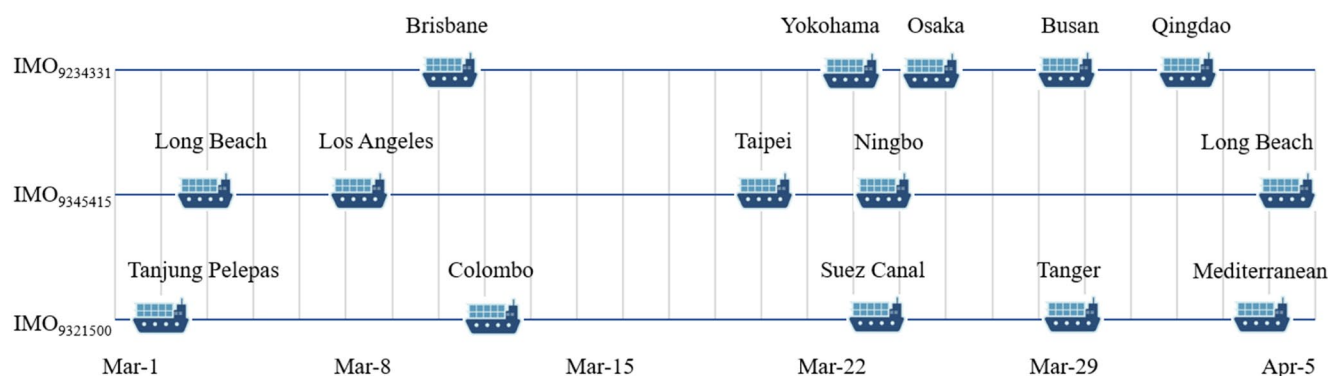 Brisbane Yokohama Osaka Busan Qingdao
IMO9234331
Long Beach Los Angeles Taipei Ningbo Long Beach
IMO9345415
Tanjung Pelepas Colombo Suez Canal Tanger Mediterranean
IMO9321500
Mar-1 Mar-8 Mar-15 Mar-22 Mar-29 Apr-5